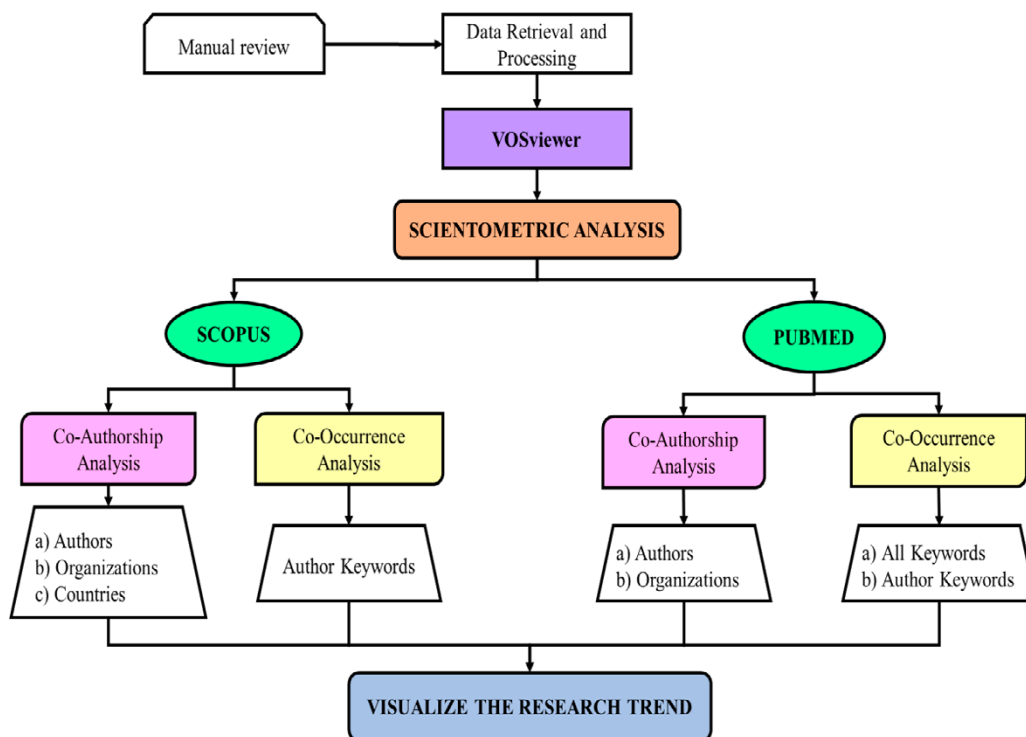 Manual review
Data Retrieval and
Processing
VOSviewer
SCIENTOMETRIC ANALYSIS
SCOPUS
PUBMED
Co-Authorship
Analysis
Co-Occurrence
Analysis
Co-Authorship
Analysis
Co-Occurrence
Analysis
a) Authors
b) Organizations
c) Countries
Author Keywords
a) Authors
b) Organizations
a) All Keywords
b) Author Keywords
VISUALIZE THE RESEARCH TREND